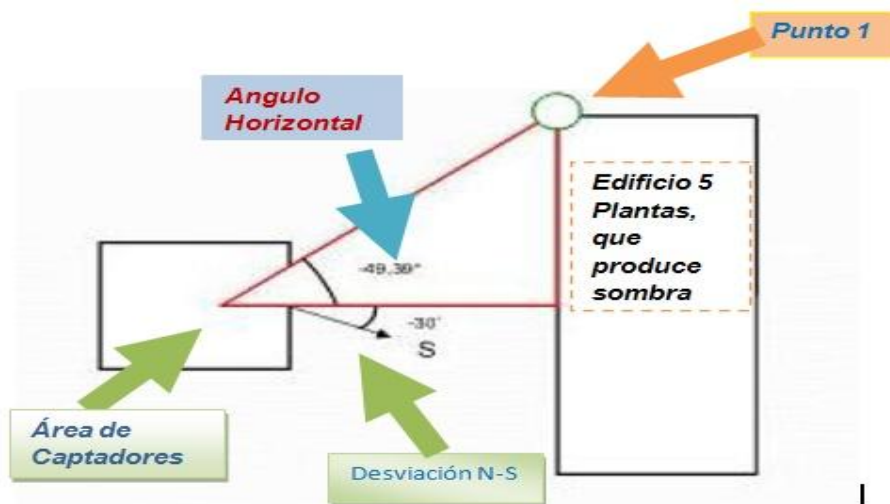 Punto 1
Angulo
Horizontal
Edificio 5
Plantas,
que
produce
sombra
-49.39°
-30°
S
Área de
Captadores
Desviación N-S